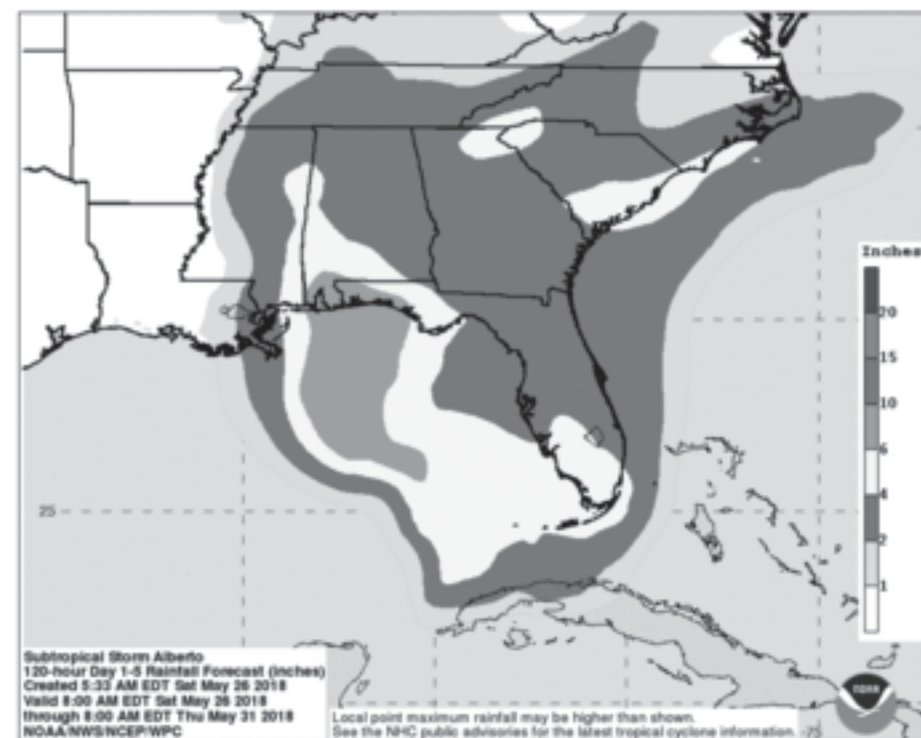 Inches
20
15
10
6
4
2
1
25
Subtropical Storm Alberto
120-hour Day 1-5 Rainfall Forecast (inches)
Created 5:33 AM EDT Sat May 26 2018
Valid 8:00 AM EDT Sat May 26 2018
through 8:00 AM EDT Thu May 31 2018
NOAA/NWS/NCEP/WPC
Local point maximum rainfall may be higher than shown.
See the NHC public advisories for the latest tropical cyclone information.
-75
NOAA